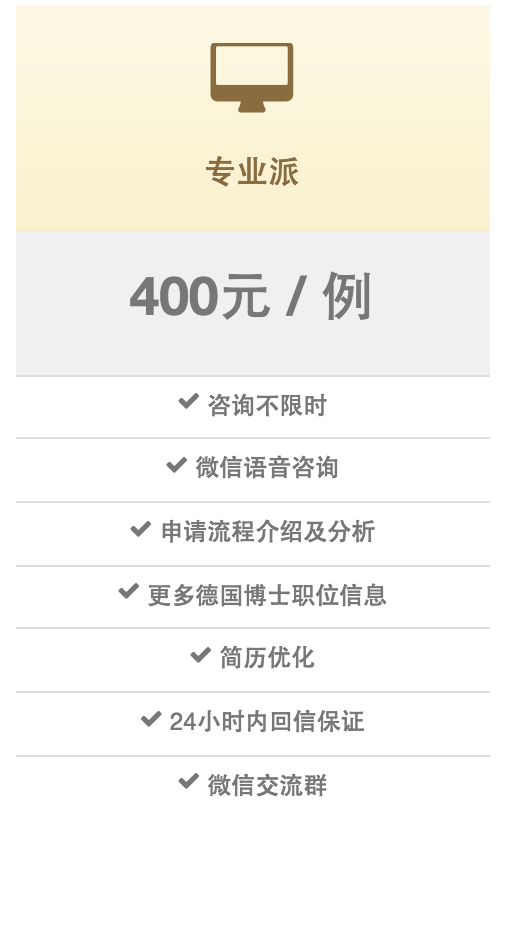 专业派
400元 / 例
咨询不限时
微信语音咨询
申请流程介绍及分析
更多德国博士职位信息
简历优化
24小时内回信保证
微信交流群